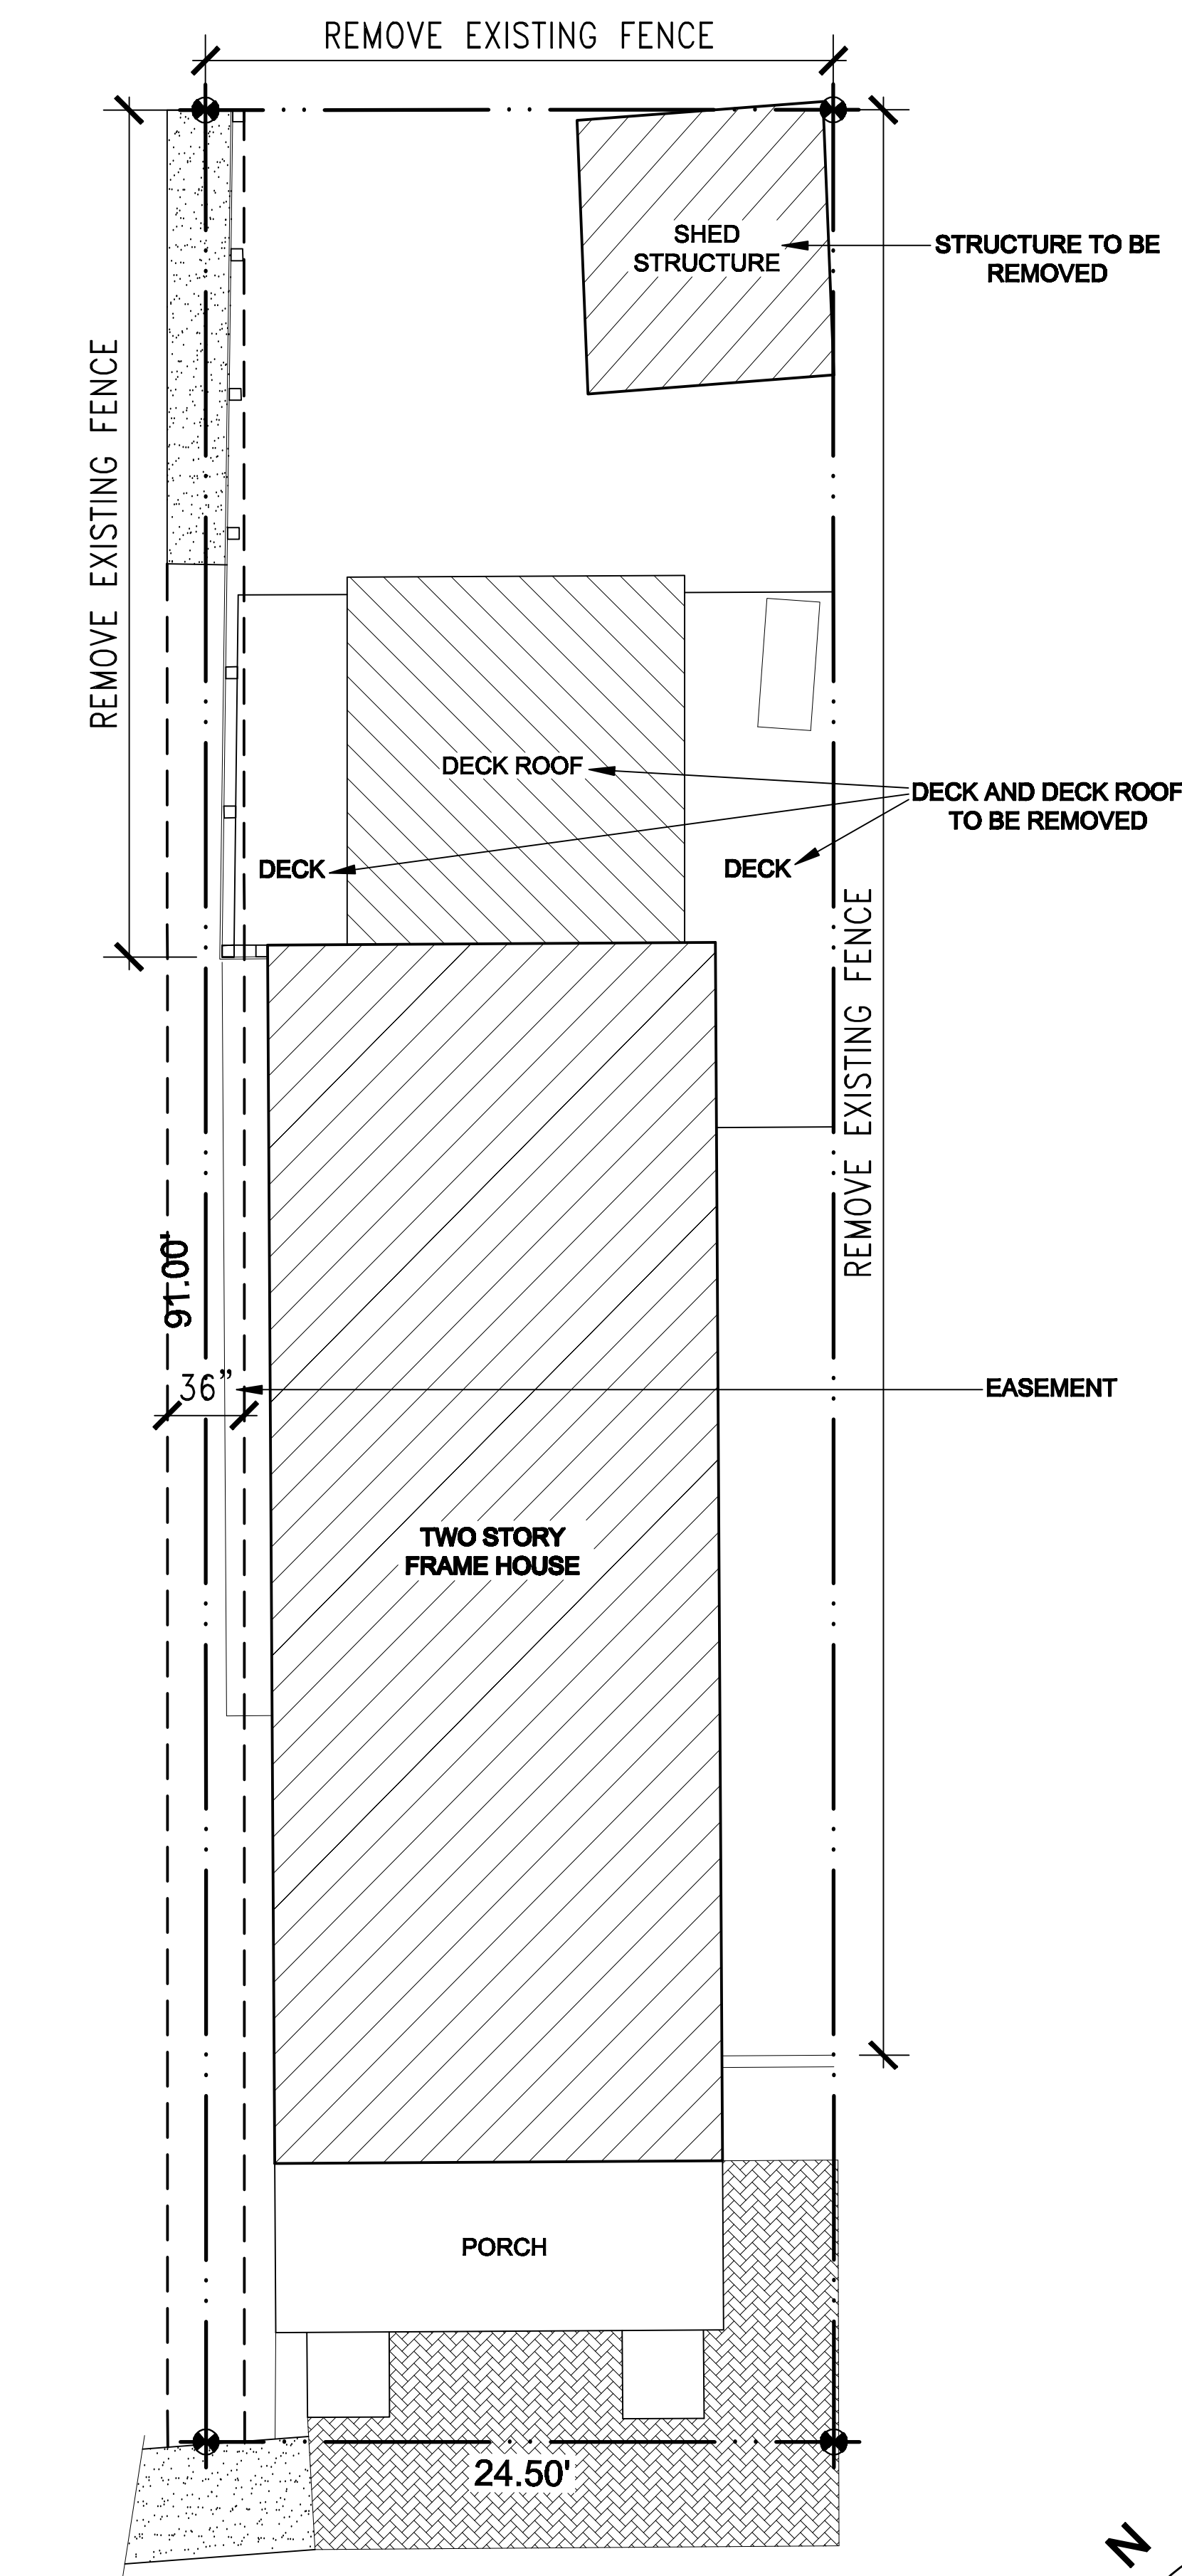 REMOVE EXISTING FENCE
SHED
STRUCTURE
STRUCTURE TO BE
REMOVED
REMOVE EXISTING FENCE
DECK ROOF
DECK AND DECK ROOF
TO BE REMOVED
DECK
DECK
REMOVE EXISTING FENCE
91.00'
36”
EASEMENT
TWO STORY
FRAME HOUSE
PORCH
24.50'
N